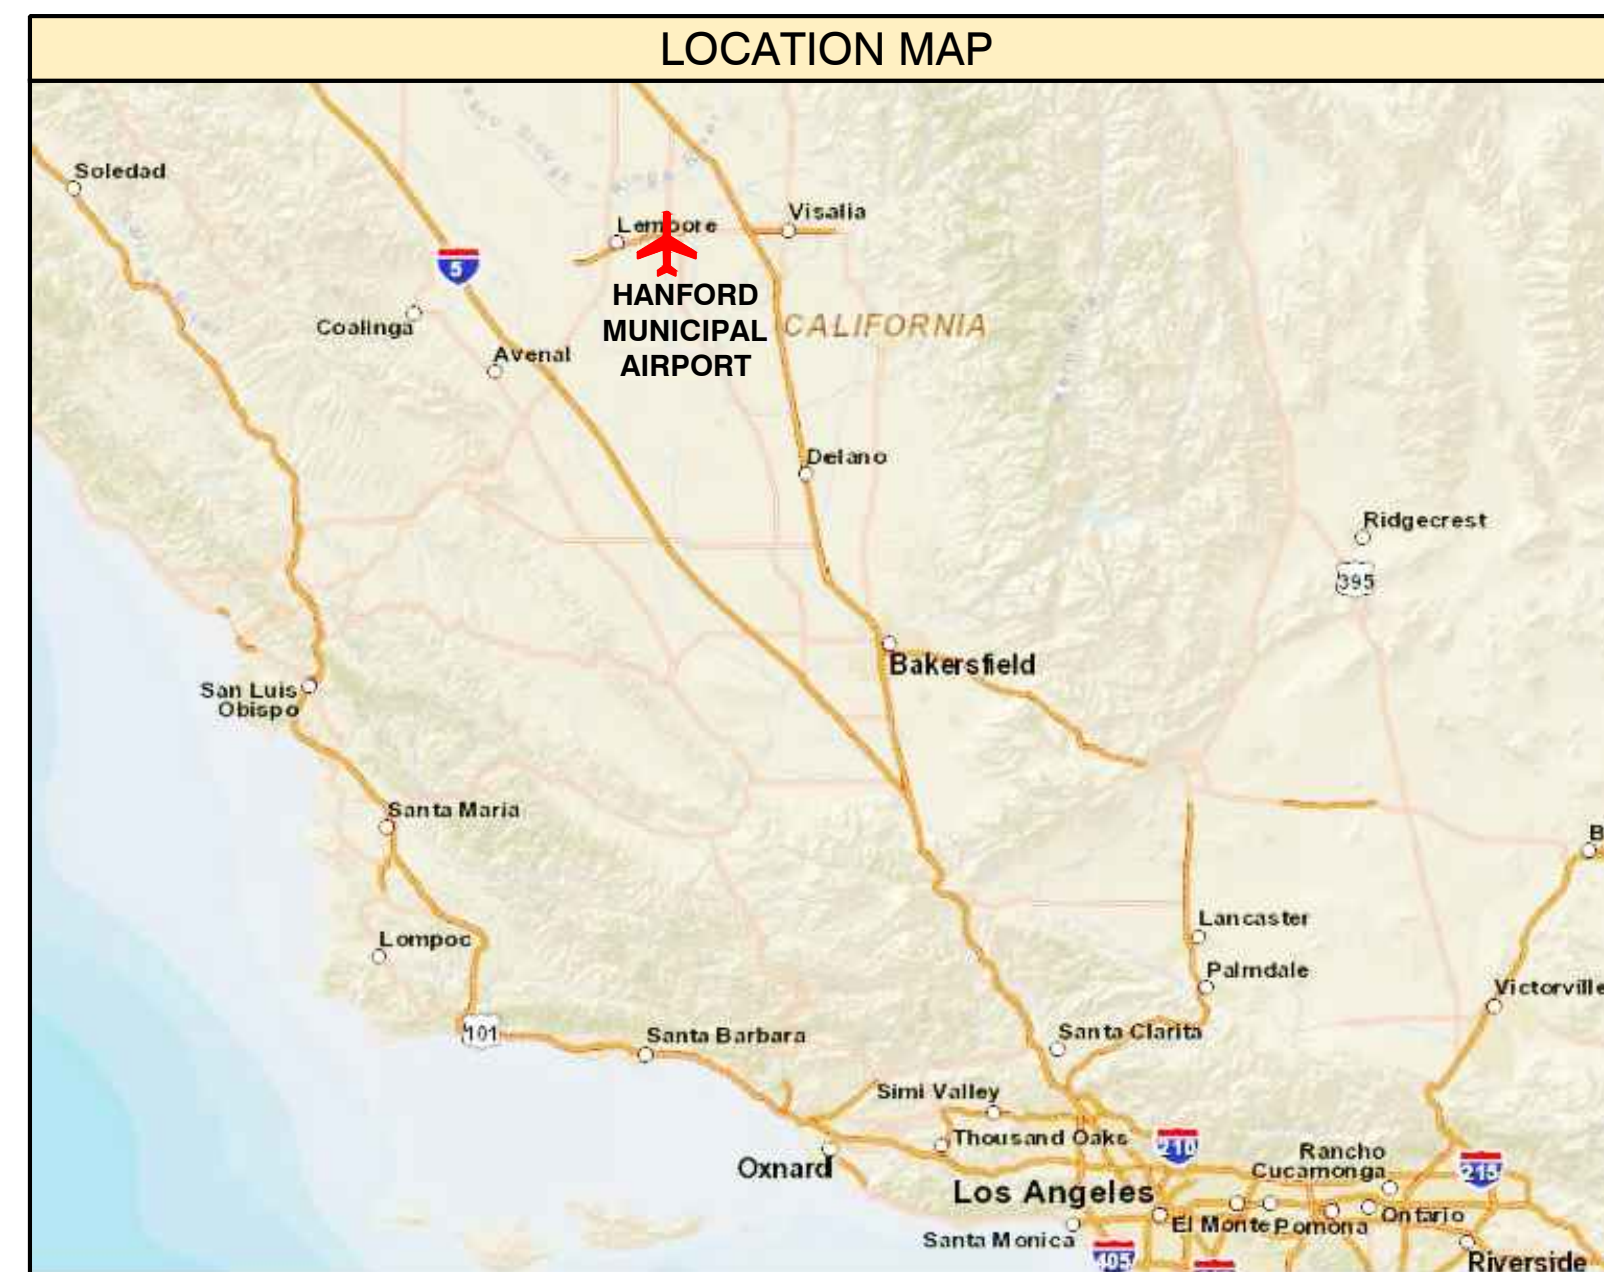 LOCATION MAP
Soledad
Lemoore
Visalia
5
HANFORD
MUNICIPAL
AIRPORT
CALIFORNIA
Coalinga
Avenal
Delano
Ridgecrest
395
Bakersfield
San Luis
Obispo
Santa Maria
Lompoc
Lancaster
Palmdale
Victorville
101
Santa Barbara
Santa Clarita
Simi Valley
Thousand Oaks
210
Rancho
Cucamonga
215
Oxnard
Los Angeles
El Monte
Pomona
Ontario
Santa Monica
405
Riverside